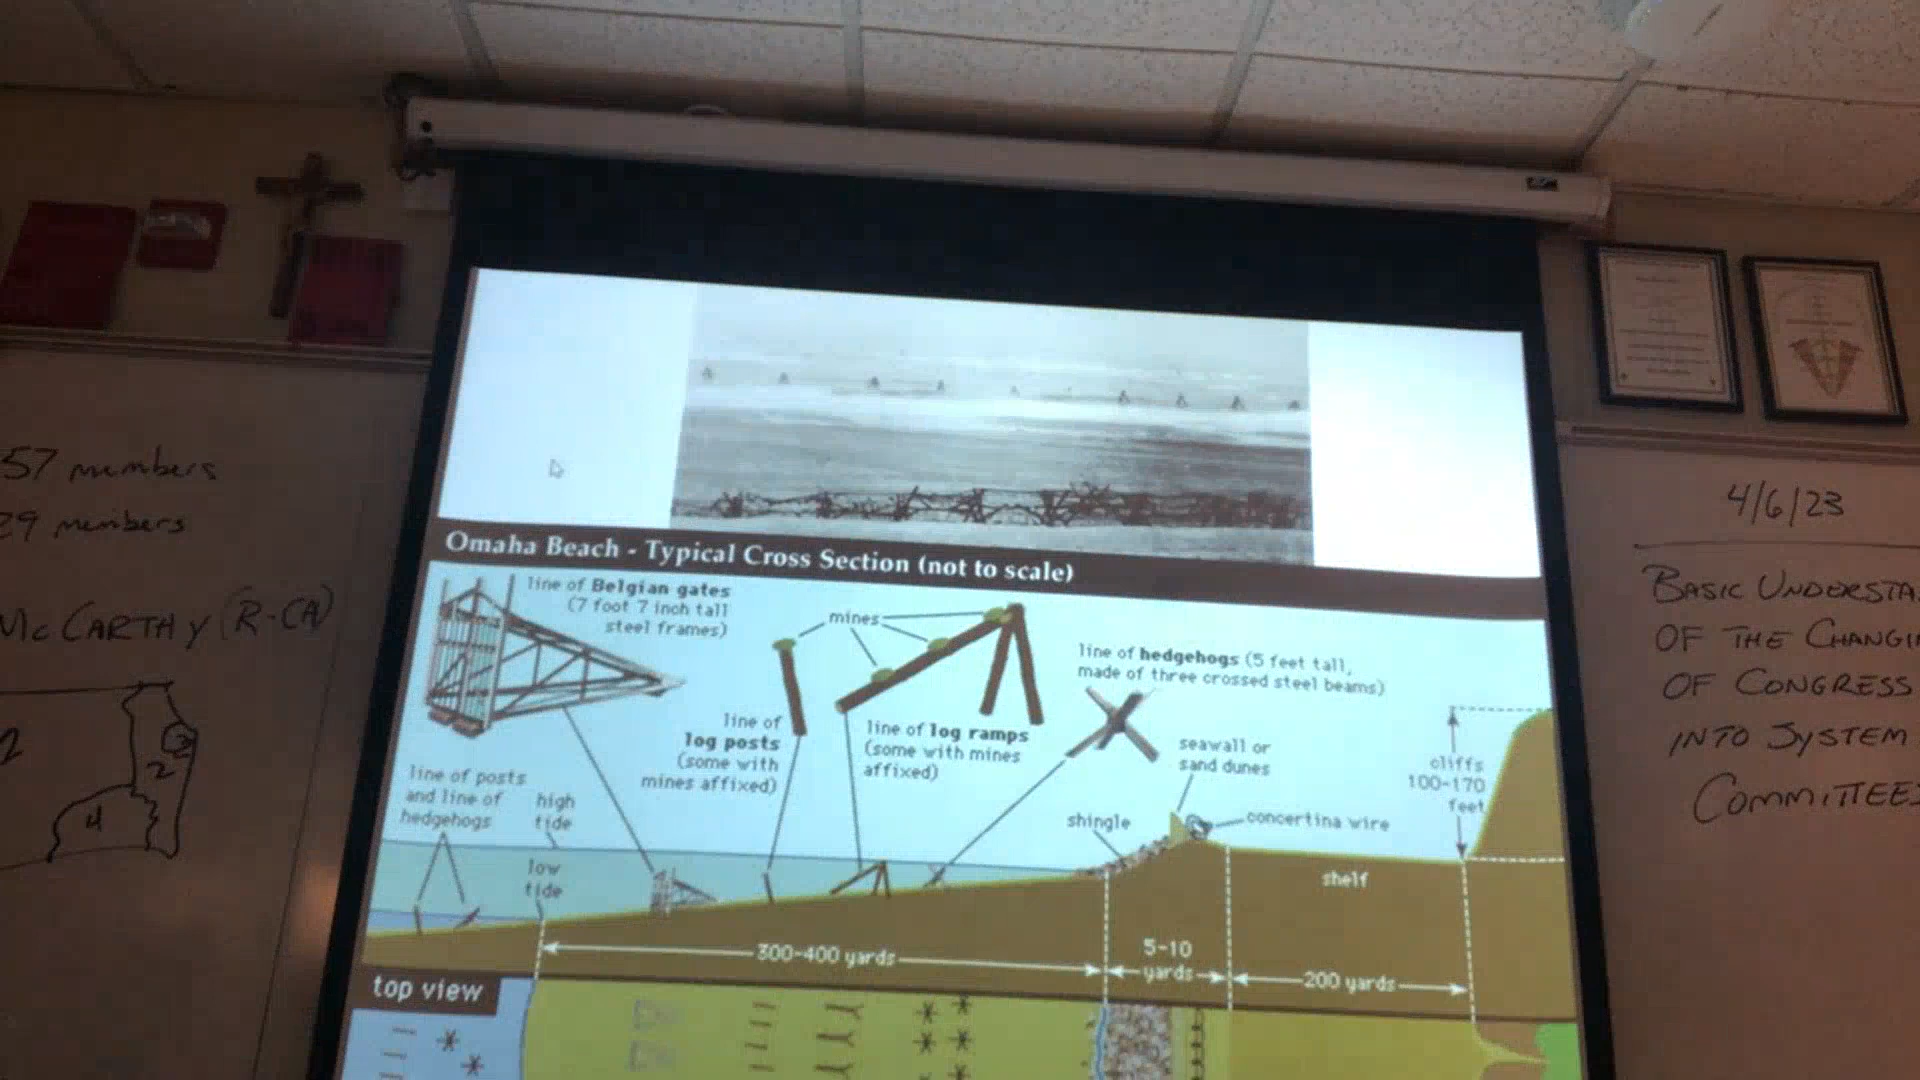 57 members
29 members
McCARTHY (R-CA)
2
2
4
Omaha Beach - Typical Cross Section (not to scale)
line of Belgian gates
(7 foot 7 inch tall
steel frames)
mines
line of
log posts
(some with
mines affixed)
line of log ramps
(some with mines
affixed)
line of hedgehogs (5 feet tall,
made of three crossed steel beams)
seawall or
sand dunes
cliffs
100-170
feet
line of posts
and line of
hedgehogs
high
tide
low
tide
shingle
concertina wire
shelf
300-400 yards
5-10
yards
200 yards
top view
4/6/23
BASIC UNDERSTA
OF THE CHANGI
OF CONGRESS
INTO SYSTEM
COMMITTEES